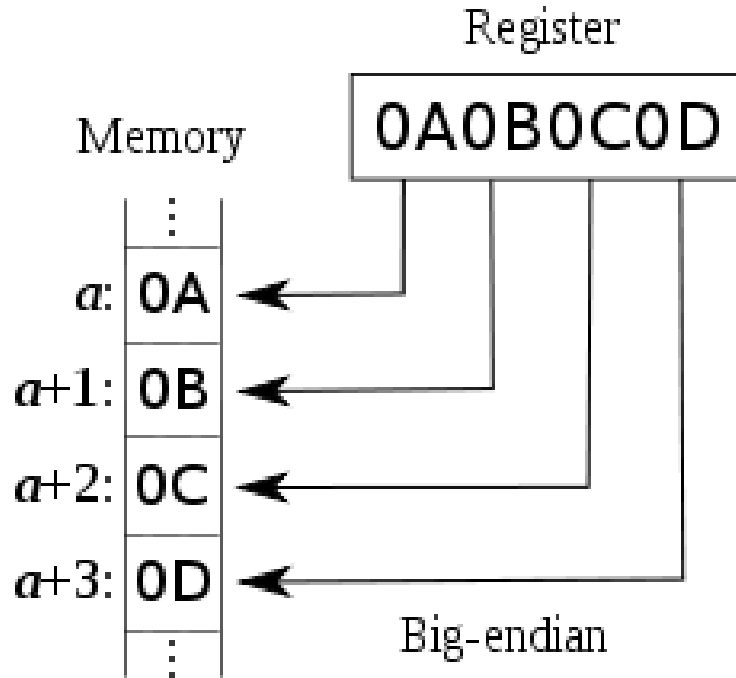 Register
0A0B0C0D
Memory
⋮
a: 0A
a+1: 0B
a+2: 0C
a+3: 0D
⋮
Big-endian